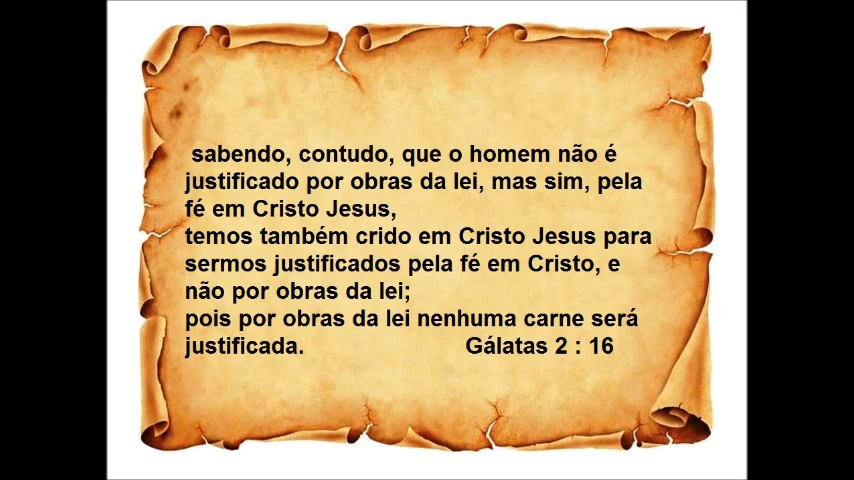 sabendo, contudo, que o homem não é
justificado por obras da lei, mas sim, pela
fé em Cristo Jesus,
temos também crido em Cristo Jesus para
sermos justificados pela fé em Cristo, e
não por obras da lei;
pois por obras da lei nenhuma carne será
justificada. Gálatas 2 : 16